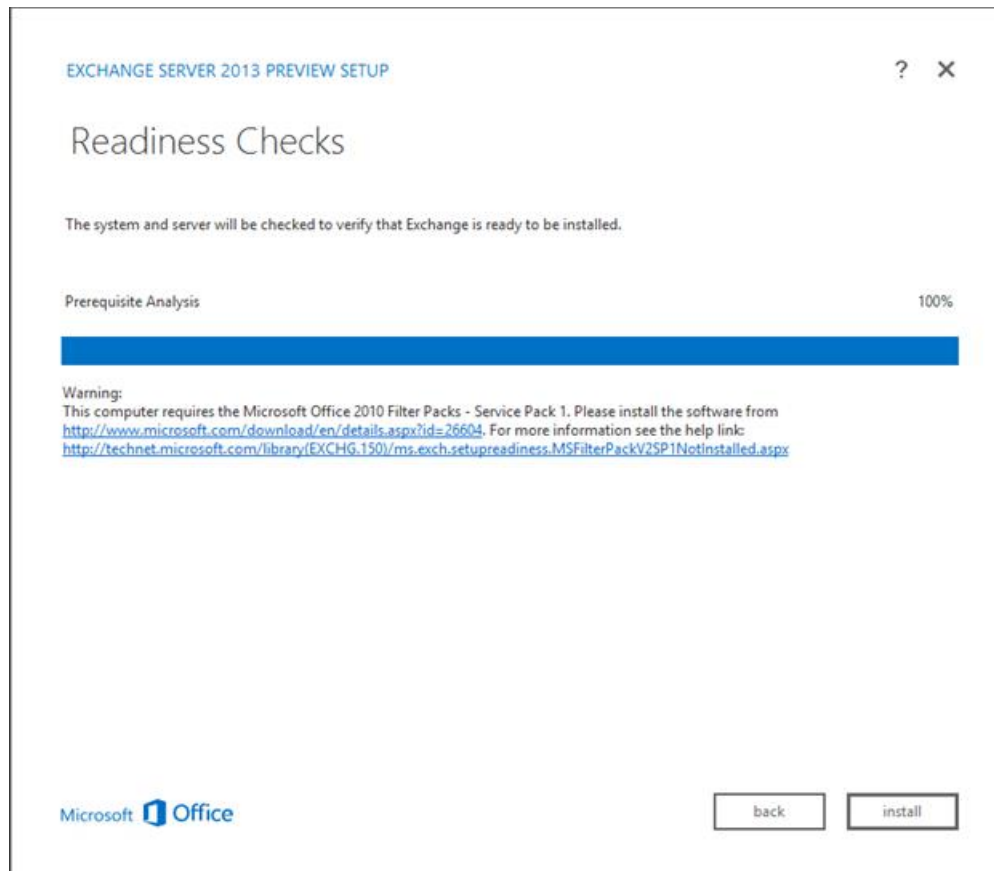 EXCHANGE SERVER 2013 PREVIEW SETUP ? ✕
Readiness Checks
The system and server will be checked to verify that Exchange is ready to be installed.
Prerequisite Analysis 100%
Warning:
This computer requires the Microsoft Office 2010 Filter Packs - Service Pack 1. Please install the software from
http://www.microsoft.com/download/en/details.aspx?id=26604. For more information see the help link:
http://technet.microsoft.com/library(EXCHG.150)/ms.exch.setupreadiness.MSFilterPackV2SP1NotInstalled.aspx
Microsoft Office back install